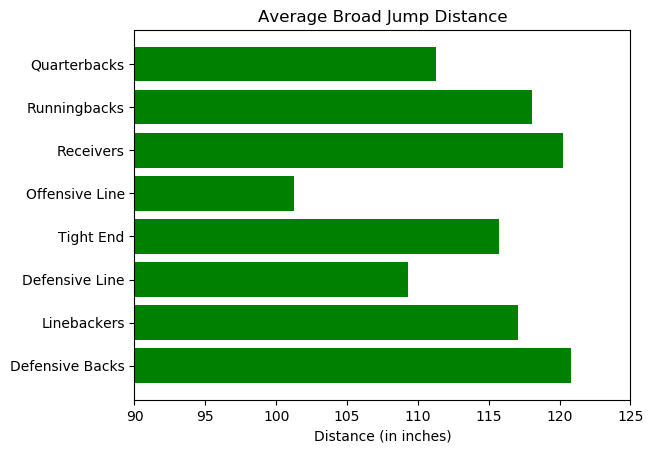 Average Broad Jump Distance
Quarterbacks
Runningbacks
Receivers
Offensive Line
Tight End
Defensive Line
Linebackers
Defensive Backs
90 95 100 105 110 115 120 125
Distance (in inches)